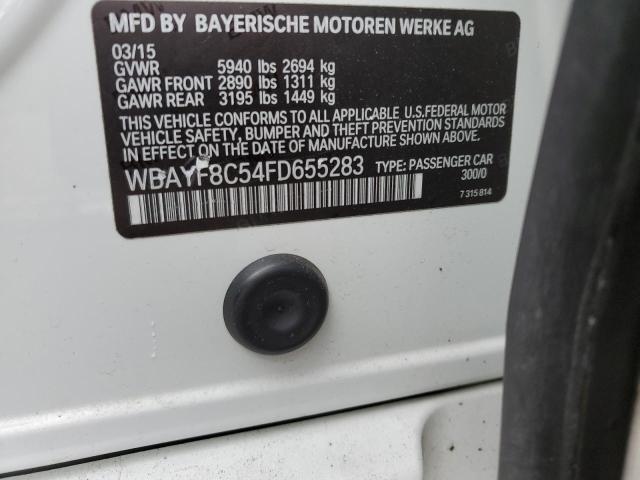 MFD BY BAYERISCHE MOTOREN WERKE AG
03/15
GVWR 5940 lbs 2694 kg
GAWR FRONT 2890 lbs 1311 kg
GAWR REAR 3195 lbs 1449 kg
THIS VEHICLE CONFORMS TO ALL APPLICABLE U.S.FEDERAL MOTOR
VEHICLE SAFETY, BUMPER AND THEFT PREVENTION STANDARDS
IN EFFECT ON THE DATE OF MANUFACTURE SHOWN ABOVE.
WBAYF8C54FD655283 TYPE: PASSENGER CAR
300/0
7 315 814